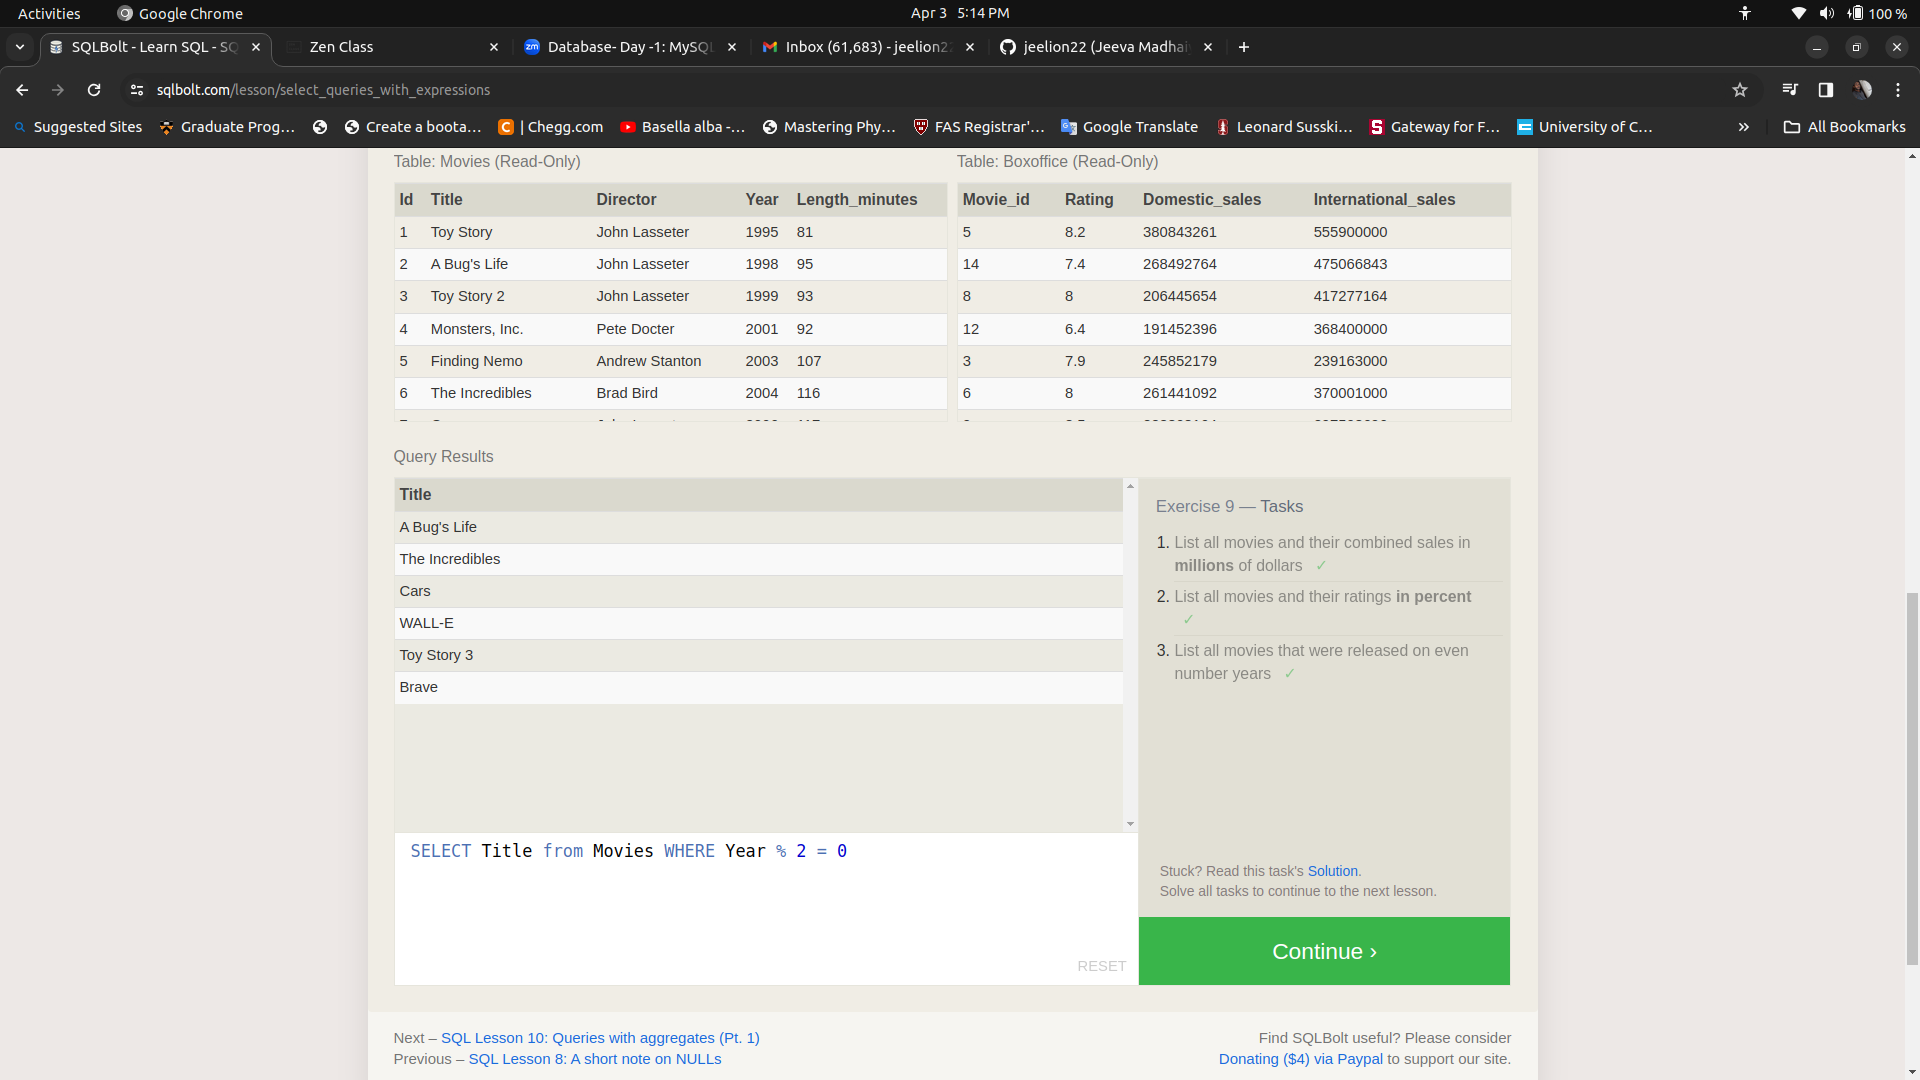 Activities
Google Chrome
Apr 3 5:14 PM
100 %
SQLBolt - Learn SQL - SQ
Zen Class
zm Database- Day -1: MySQL
Inbox (61,683) - jeelion22
jeelion22 (Jeeva Madhai
sqlbolt.com/lesson/select_queries_with_expressions
Suggested Sites
Graduate Prog...
Create a boota...
| Chegg.com
Basella alba -...
Mastering Phy...
FAS Registrar'...
Google Translate
Leonard Susski...
Gateway for F...
University of C...
All Bookmarks
Table: Movies (Read-Only)
Id Title Director Year Length_minutes
1 Toy Story John Lasseter 1995 81
2 A Bug's Life John Lasseter 1998 95
3 Toy Story 2 John Lasseter 1999 93
4 Monsters, Inc. Pete Docter 2001 92
5 Finding Nemo Andrew Stanton 2003 107
6 The Incredibles Brad Bird 2004 116
Table: Boxoffice (Read-Only)
Movie_id Rating Domestic_sales International_sales
5 8.2 380843261 555900000
14 7.4 268492764 475066843
8 8 206445654 417277164
12 6.4 191452396 368400000
3 7.9 245852179 239163000
6 8 261441092 370001000
Query Results
Title
A Bug's Life
The Incredibles
Cars
WALL-E
Toy Story 3
Brave
SELECT Title from Movies WHERE Year % 2 = 0
RESET
Exercise 9 — Tasks
1. List all movies and their combined sales in
millions of dollars ✓
2. List all movies and their ratings in percent
✓
3. List all movies that were released on even
number years ✓
Stuck? Read this task's Solution.
Solve all tasks to continue to the next lesson.
Continue ›
Next – SQL Lesson 10: Queries with aggregates (Pt. 1)
Previous – SQL Lesson 8: A short note on NULLs
Find SQLBolt useful? Please consider
Donating ($4) via Paypal to support our site.